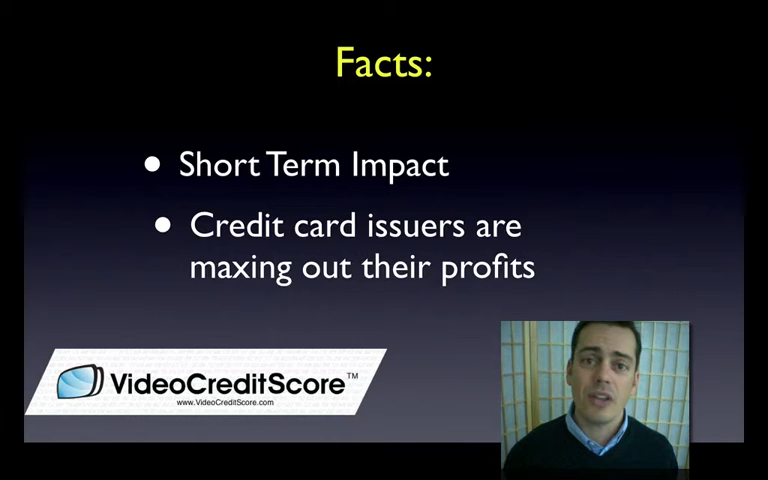 Facts:
• Short Term Impact
• Credit card issuers are
maxing out their profits
VideoCreditScore™
www.VideoCreditScore.com